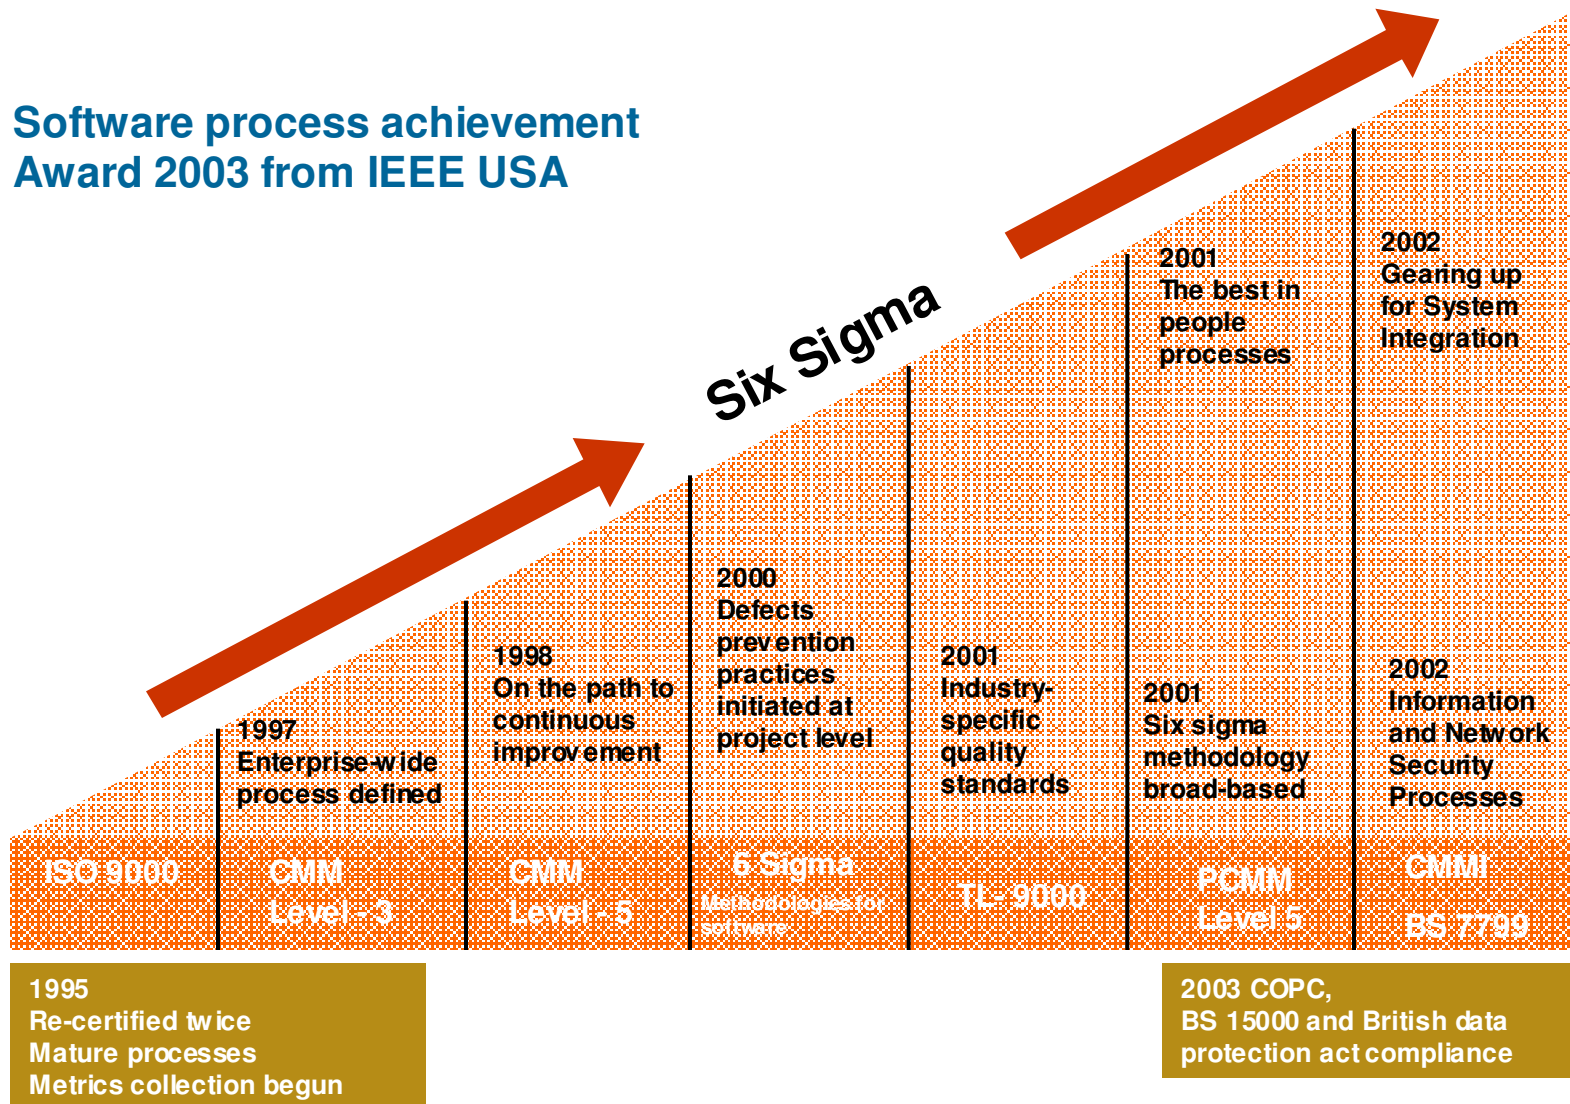 Software process achievement
Award 2003 from IEEE USA
Six Sigma
1997
Enterprise-wide
process defined
1998
On the path to
continuous
improvement
2000
Defects
prevention
practices
initiated at
project level
2001
Industry-
specific
quality
standards
2001
The best in
people
processes
2001
Six sigma
methodology
broad-based
2002
Gearing up
for System
Integration
2002
Information
and Network
Security
Processes
ISO 9000
CMM
Level - 3
CMM
Level - 5
6 Sigma
Methodologies for
software
TL- 9000
PCMM
Level 5
CMMI
BS 7799
1995
Re-certified twice
Mature processes
Metrics collection begun
2003 COPC,
BS 15000 and British data
protection act compliance